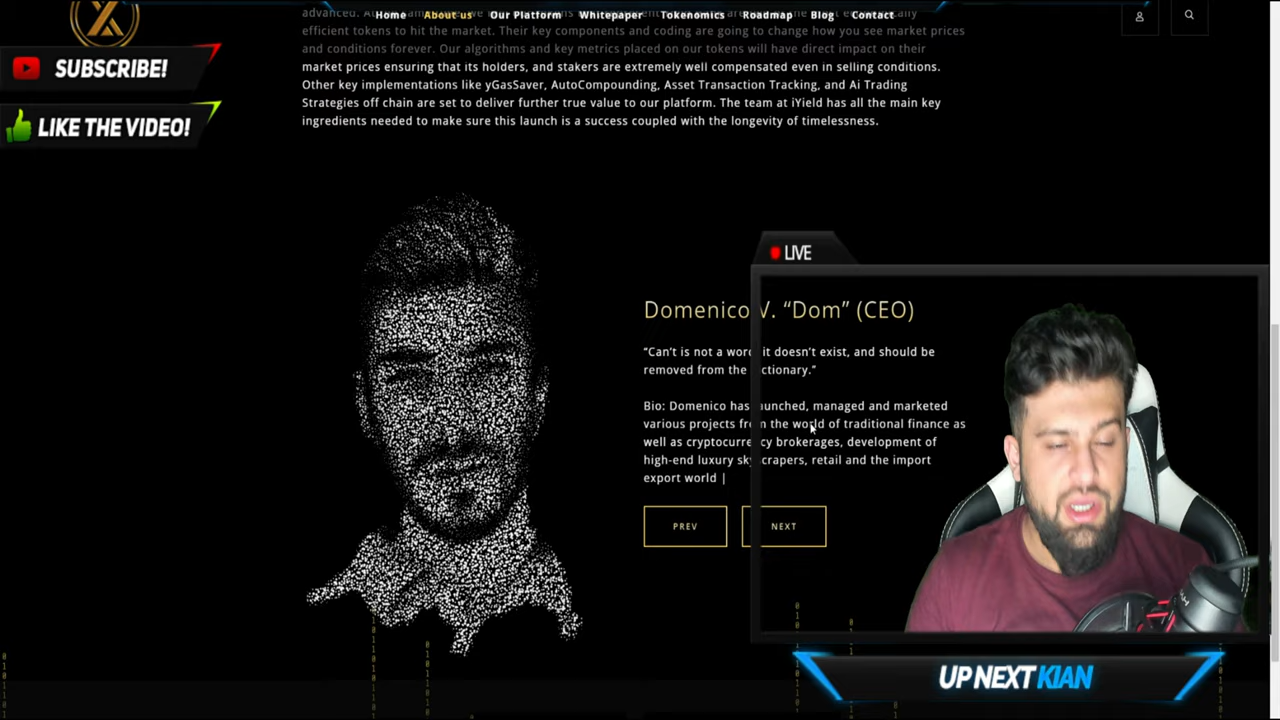 Home About us Our Platform Whitepaper Tokenomics Roadmap Blog Contact
efficient tokens to hit the market. Their key components and coding are going to change how you see market prices
and conditions forever. Our algorithms and key metrics placed on our tokens will have direct impact on their
market prices ensuring that its holders, and stakers are extremely well compensated even in selling conditions.
Other key implementations like yGasSaver, AutoCompounding, Asset Transaction Tracking, and Ai Trading
Strategies off chain are set to deliver further true value to our platform. The team at iYield has all the main key
ingredients needed to make sure this launch is a success coupled with the longevity of timelessness.
SUBSCRIBE!
LIKE THE VIDEO!
LIVE
Domenico V. “Dom” (CEO)
“Can’t is not a word it doesn’t exist, and should be
removed from the dictionary.”
Bio: Domenico has launched, managed and marketed
various projects from the world of traditional finance as
well as cryptocurrency brokerages, development of
high-end luxury skyscrapers, retail and the import
export world |
PREV
NEXT
UP NEXT KIAN